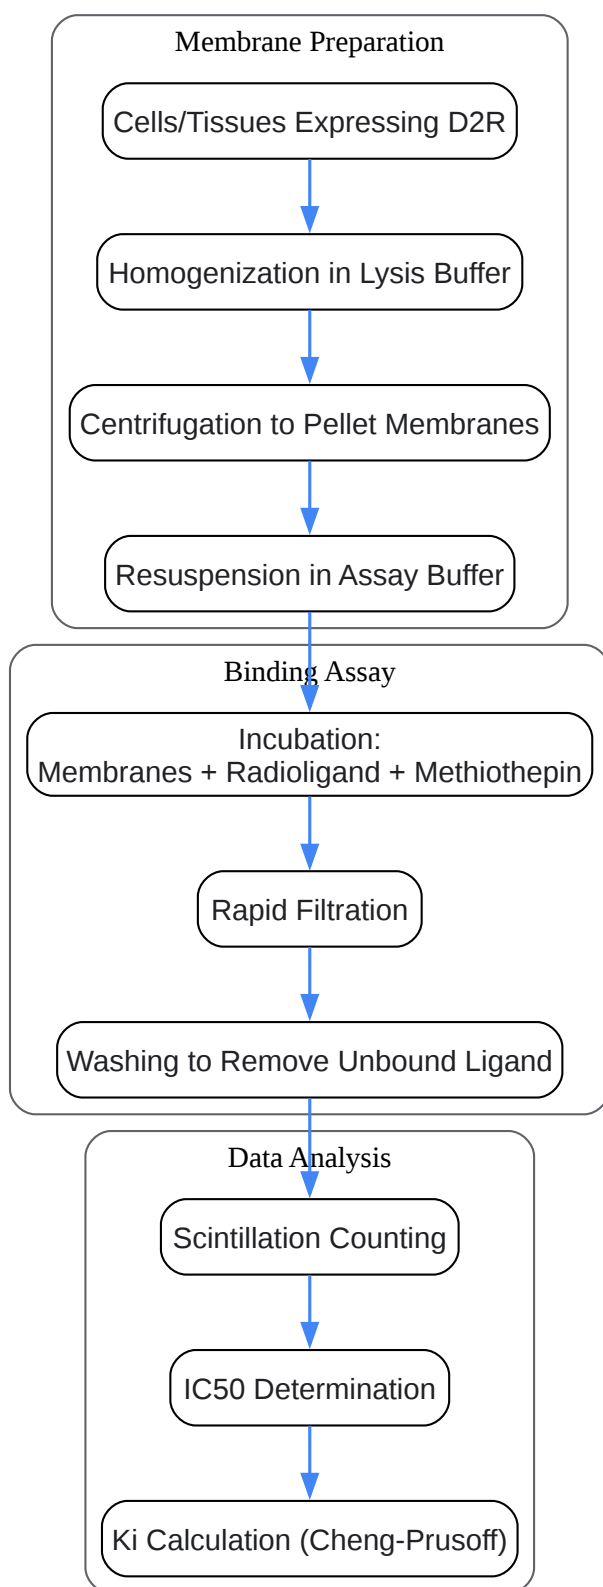 Membrane Preparation
Cells/Tissues Expressing D2R
Homogenization in Lysis Buffer
Centrifugation to Pellet Membranes
Resuspension in Assay Buffer
Binding Assay
Incubation:
Membranes + Radioligand + Methiothepin
Rapid Filtration
Washing to Remove Unbound Ligand
Data Analysis
Scintillation Counting
IC50 Determination
Ki Calculation (Cheng-Prusoff)